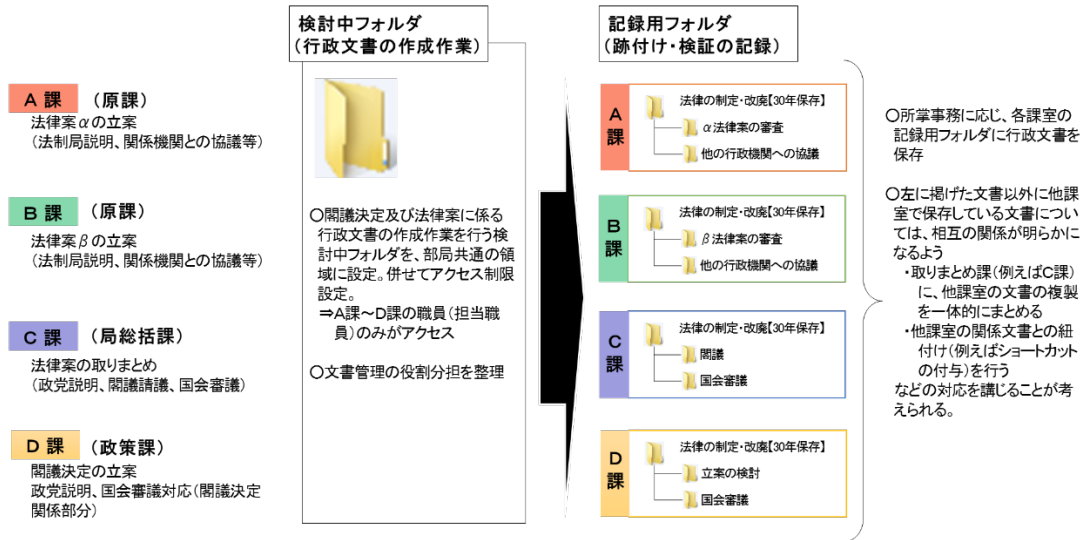 A 課 (原課)
法律案αの立案
(法制局説明、関係機関との協議等)
B 課 (原課)
法律案βの立案
(法制局説明、関係機関との協議等)
C 課 (局総括課)
法律案の取りまとめ
(政党説明、閣議請議、国会審議)
D 課 (政策課)
閣議決定の立案
政党説明、国会審議対応(閣議決定
関係部分)
検討中フォルダ
(行政文書の作成作業)
○閣議決定及び法律案に係る
行政文書の作成作業を行う検
討中フォルダを、部局共通の領
域に設定。併せてアクセス制限
設定。
⇒A課~D課の職員(担当職
員)のみがアクセス
○文書管理の役割分担を整理
記録用フォルダ
(跡付け・検証の記録)
A
課
法律の制定・改廃【30年保存】
α法律案の審査
他の行政機関への協議
B
課
法律の制定・改廃【30年保存】
β法律案の審査
他の行政機関への協議
C
課
法律の制定・改廃【30年保存】
閣議
国会審議
D
課
法律の制定・改廃【30年保存】
立案の検討
国会審議
○所掌事務に応じ、各課室の
記録用フォルダに行政文書を
保存
○左に掲げた文書以外に他課
室で保存している文書につい
ては、相互の関係が明らかに
なるよう
・取りまとめ課(例えばC課)
に、他課室の文書の複製
を一体的にまとめる
・他課室の関係文書との紐
付け(例えばショートカット
の付与)を行う
などの対応を講じることが考
えられる。